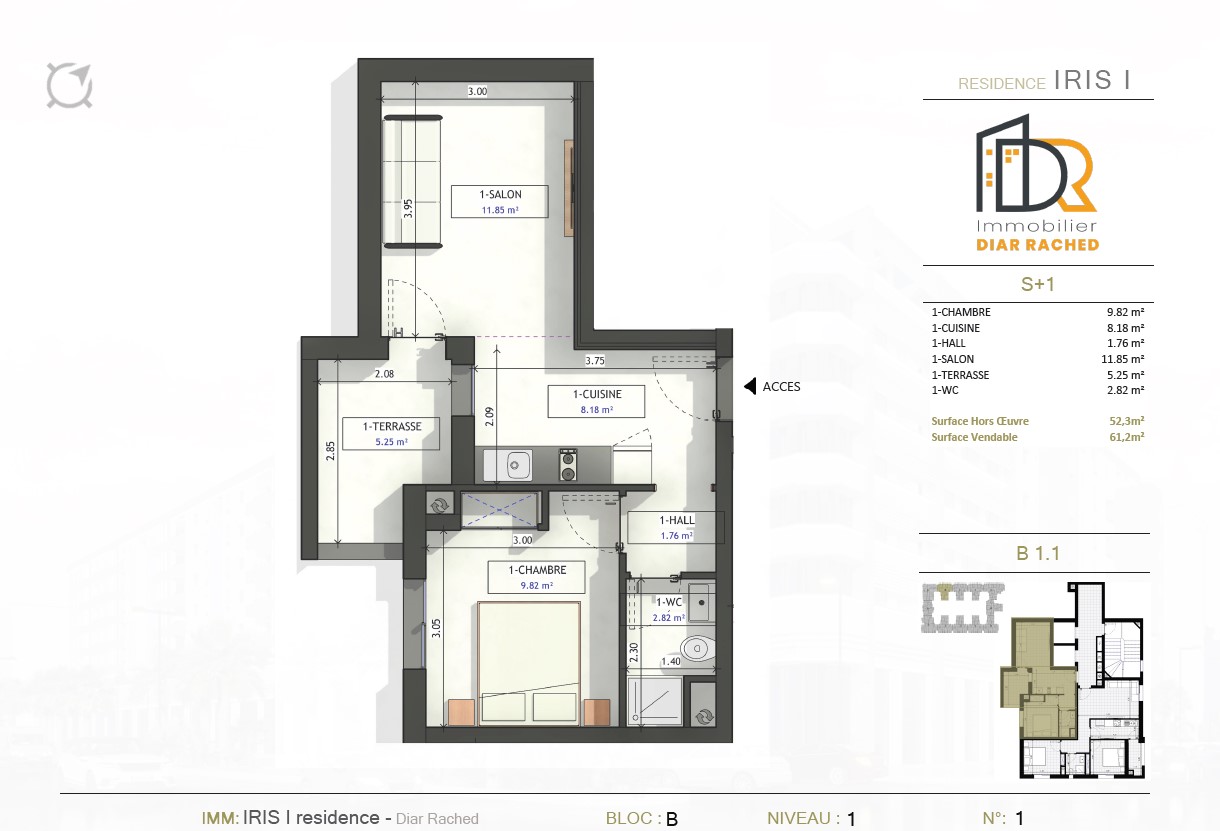 3.00
1-SALON
11.85 m²
3.95
2.08
3.75
1-CUISINE
8.18 m²
2.09
1-TERRASSE
5.25 m²
2.85
ACCES
1-HALL
1.76 m²
3.00
1-CHAMBRE
9.82 m²
3.05
1-WC
2.82 m²
2.30
1.40
RESIDENCE IRIS I
DR
Immobilier
DIAR RACHED
S+1
1-CHAMBRE 9.82 m²
1-CUISINE 8.18 m²
1-HALL 1.76 m²
1-SALON 11.85 m²
1-TERRASSE 5.25 m²
1-WC 2.82 m²
Surface Hors Œuvre 52,3m²
Surface Vendable 61,2m²
B 1.1
IMM: IRIS I residence - Diar Rached BLOC : B NIVEAU : 1 N°: 1